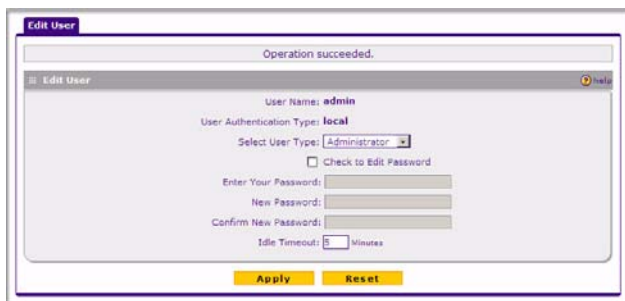 Edit User
Operation succeeded.
Edit User
help
User Name: admin
User Authentication Type: local
Select User Type: Administrator
Check to Edit Password
Enter Your Password:
New Password:
Confirm New Password:
Idle Timeout: 5 Minutes
Apply Reset